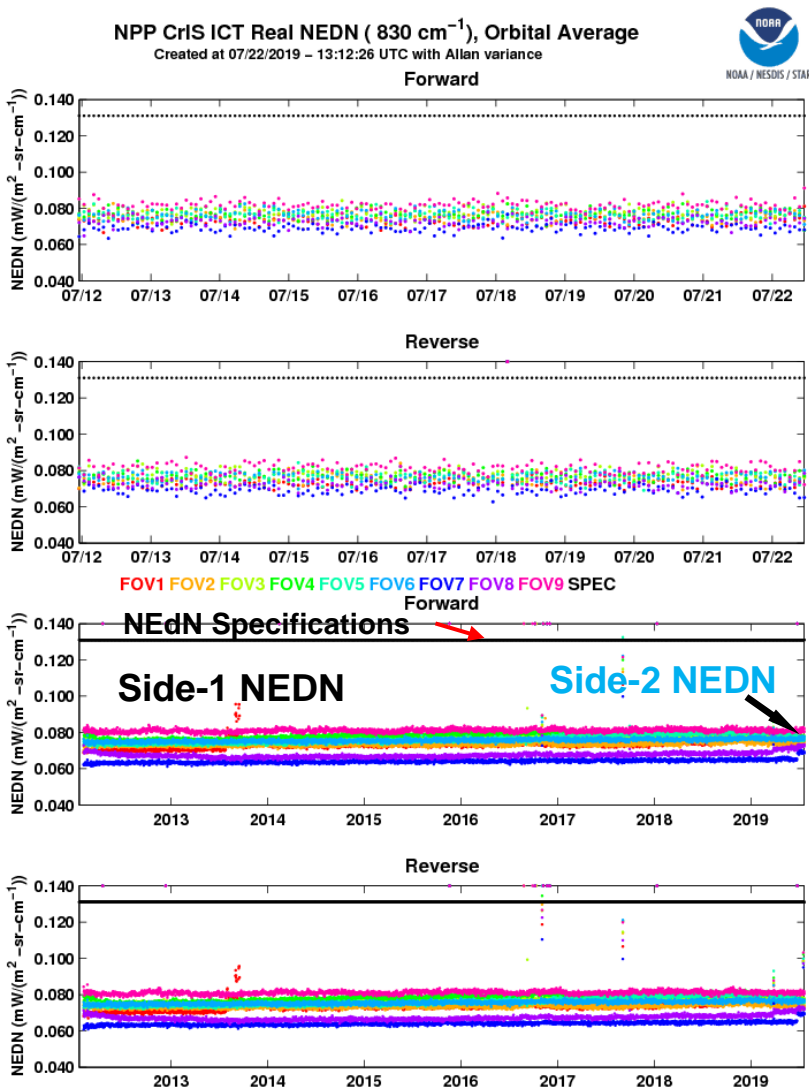 NPP CrIS ICT Real NEDN ( 830 cm⁻¹), Orbital Average
Created at 07/22/2019 – 13:12:26 UTC with Allan variance
NOAA
NOAA / NESDIS / STAR
Forward
NEDN (mW/(m² –sr–cm⁻¹))
0.140
0.120
0.100
0.080
0.060
0.040
07/12 07/13 07/14 07/15 07/16 07/17 07/18 07/19 07/20 07/21 07/22
Reverse
NEDN (mW/(m² –sr–cm⁻¹))
0.140
0.120
0.100
0.080
0.060
0.040
07/12 07/13 07/14 07/15 07/16 07/17 07/18 07/19 07/20 07/21 07/22
FOV1 FOV2 FOV3 FOV4 FOV5 FOV6 FOV7 FOV8 FOV9 SPEC
Forward
NEDN (mW/(m² –sr–cm⁻¹))
0.140
0.120
0.100
0.080
0.060
0.040
NEdN Specifications
Side-1 NEDN
Side-2 NEDN
2013 2014 2015 2016 2017 2018 2019
Reverse
NEDN (mW/(m² –sr–cm⁻¹))
0.140
0.120
0.100
0.080
0.060
0.040
2013 2014 2015 2016 2017 2018 2019